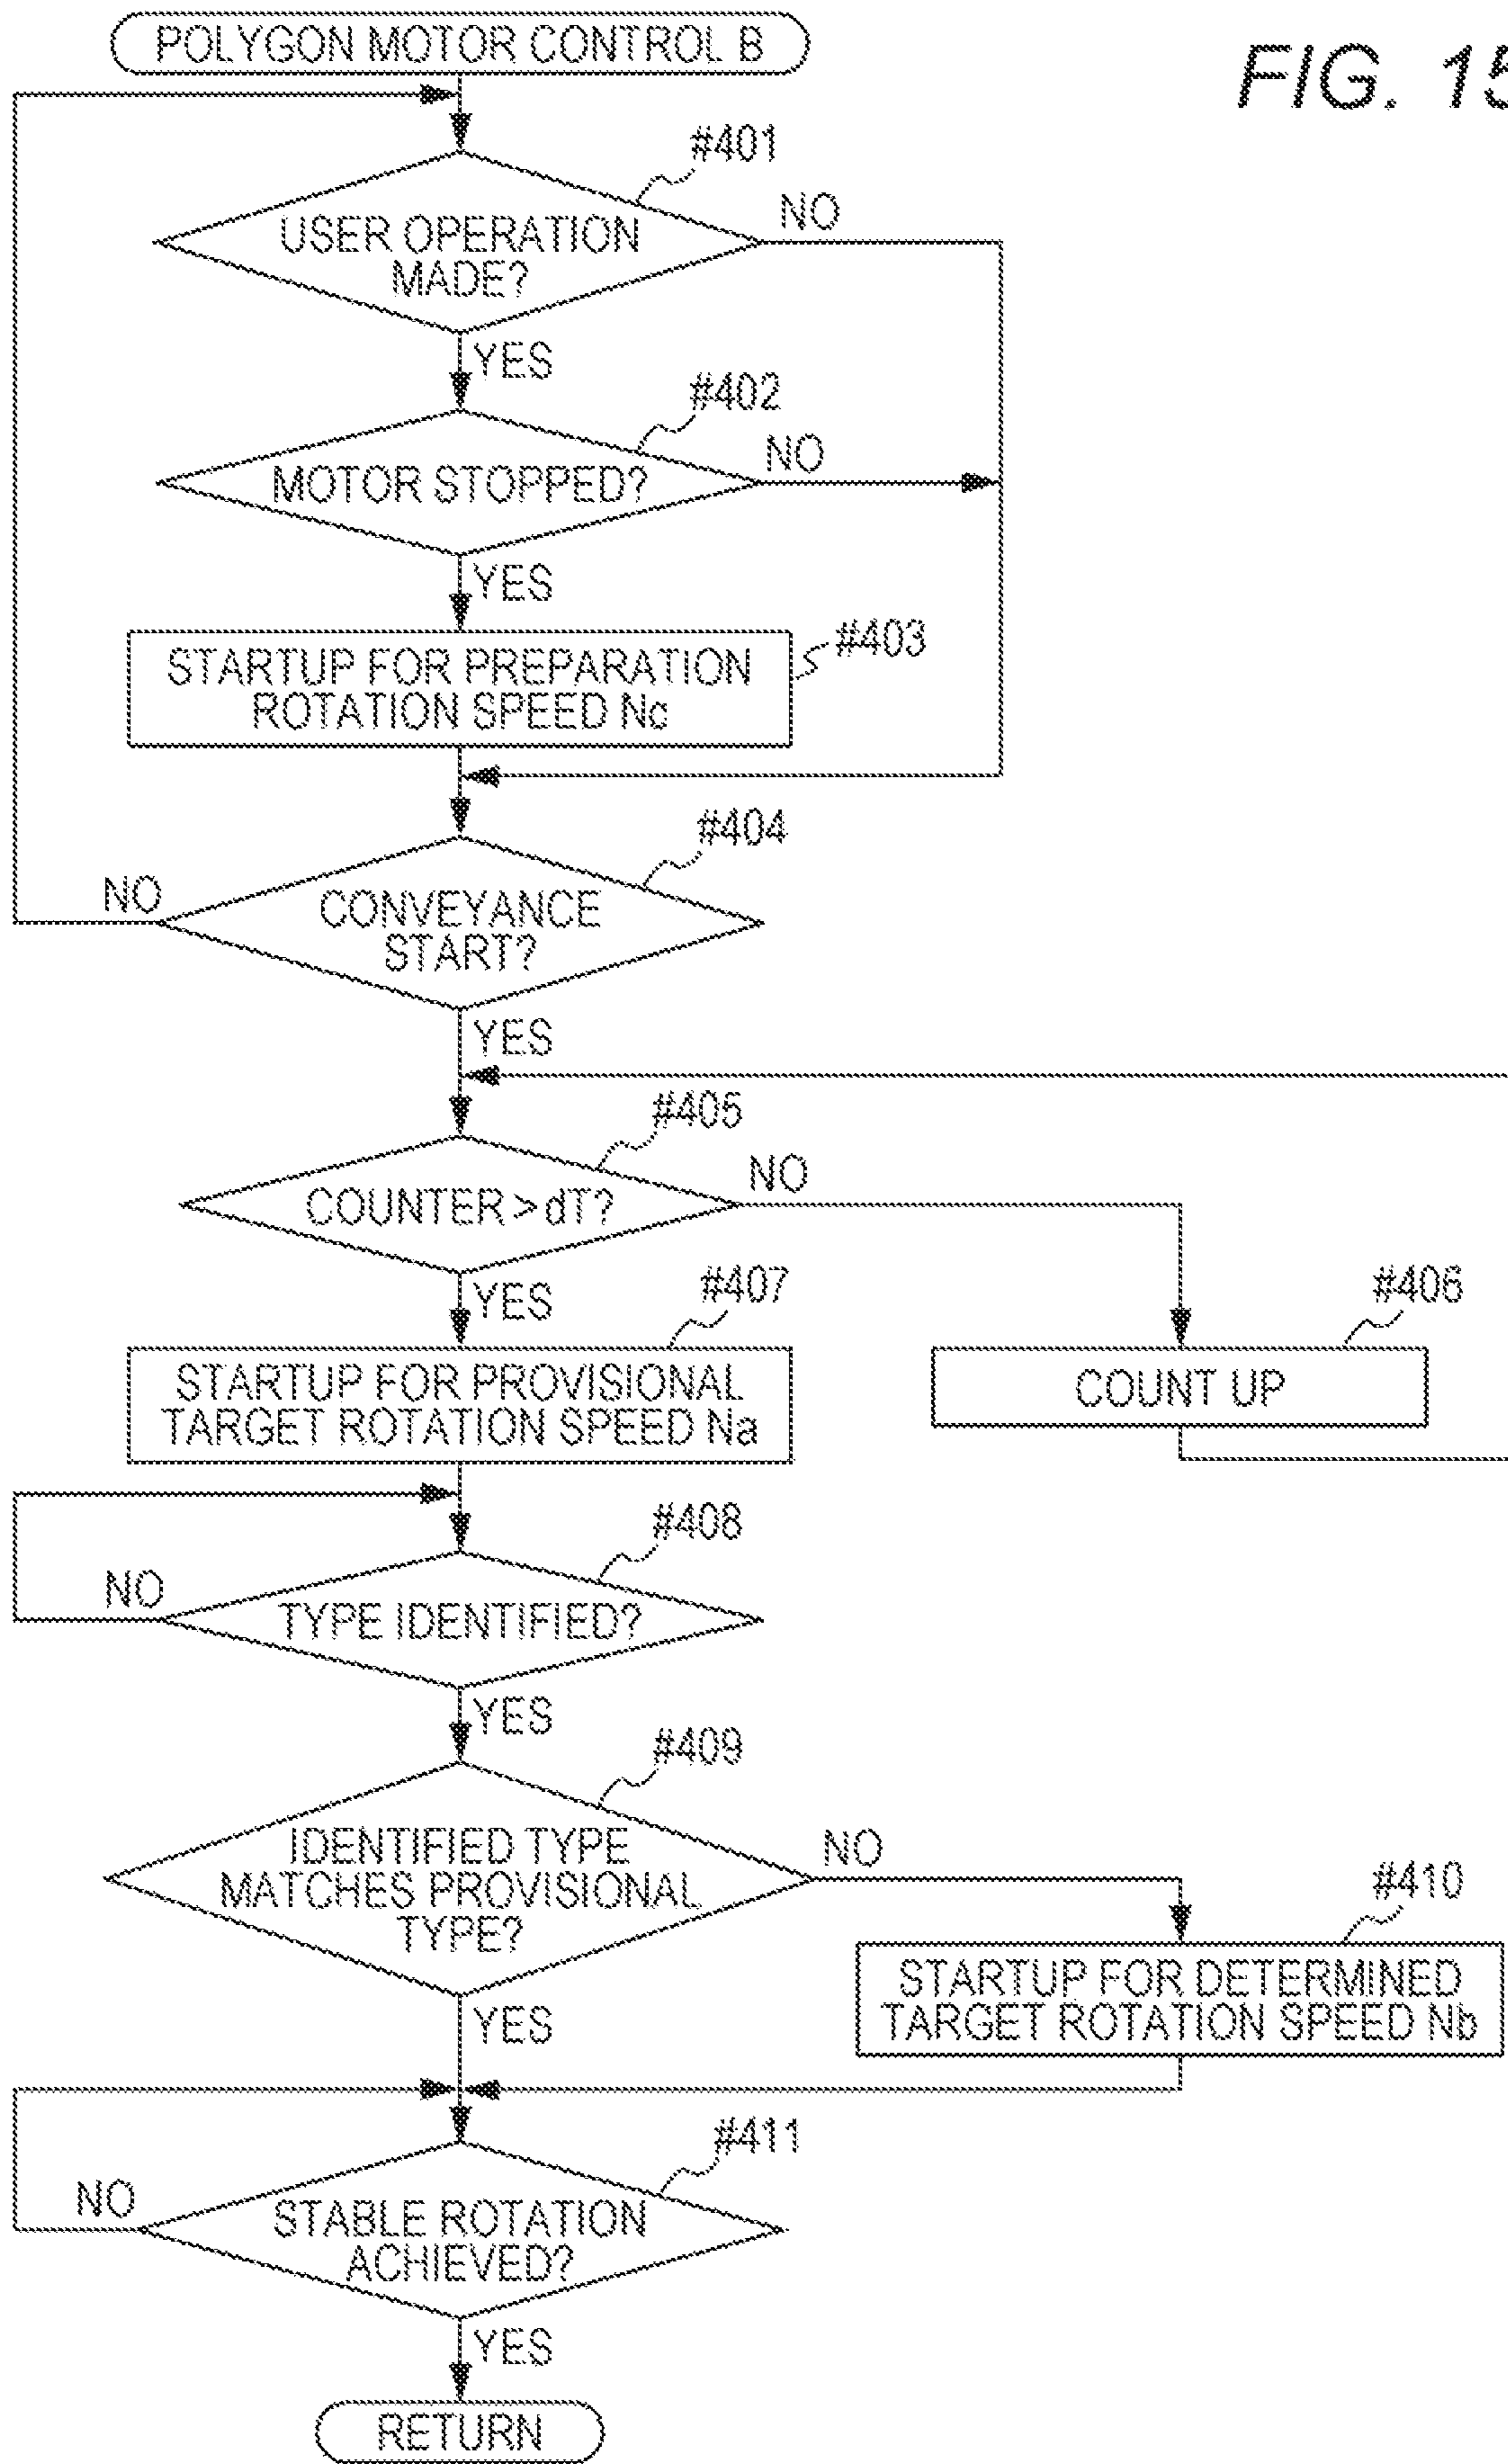 POLYGON MOTOR CONTROL B
FIG. 15
#401
USER OPERATION
MADE?
NO
YES
#402
MOTOR STOPPED?
NO
YES
#403
STARTUP FOR PREPARATION
ROTATION SPEED Nc
#404
CONVEYANCE
START?
NO
YES
#405
COUNTER > dT?
NO
YES
#407
STARTUP FOR PROVISIONAL
TARGET ROTATION SPEED Na
#406
COUNT UP
#408
TYPE IDENTIFIED?
NO
YES
#409
IDENTIFIED TYPE
MATCHES PROVISIONAL
TYPE?
NO
YES
#410
STARTUP FOR DETERMINED
TARGET ROTATION SPEED Nb
#411
STABLE ROTATION
ACHIEVED?
NO
YES
RETURN